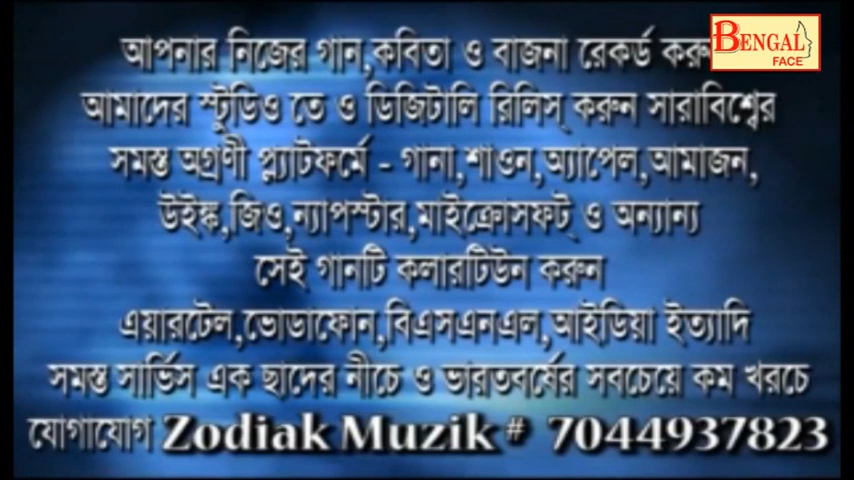 BENGAL
FACE
আপনার নিজের গান,কবিতা ও বাজনা রেকর্ড
আমাদের স্টুডিও তে ও ডিজিটালি রিলিস্ করুন সারাবিশ্বের
সমস্ত অগ্রণী প্ল্যাটফর্মে - গানা,শাওন,অ্যাপেল,আমাজন,
উইঙ্ক,জিও,ন্যাপস্টার,মাইক্রোসফট্ ও অন্যান্য
সেই গানটি কলারটিউন করুন
এয়ারটেল,ভোডাফোন,বিএসএনএল,আইডিয়া ইত্যাদি
সমস্ত সার্ভিস এক ছাদের নীচে ও ভারতবর্ষের সবচেয়ে কম খরচে
যোগাযোগ Zodiak Muzik # 7044937823